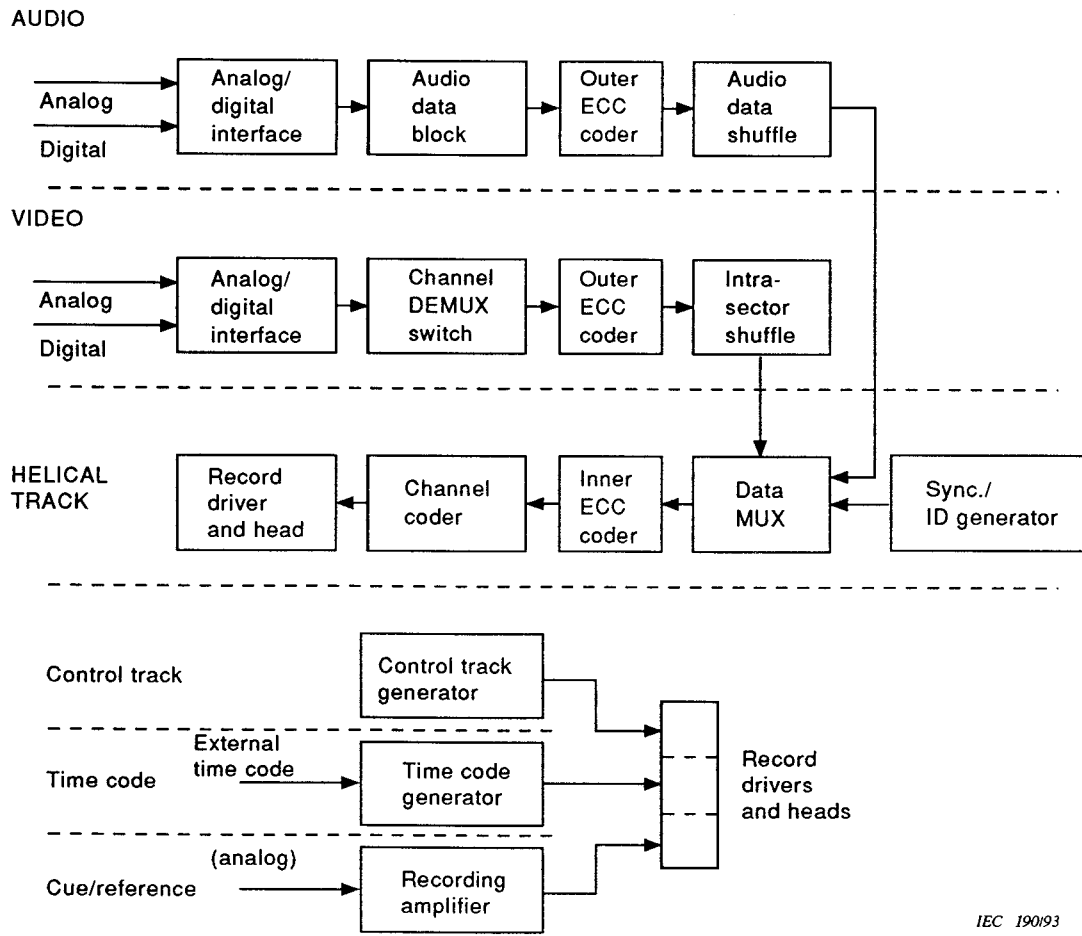 AUDIO
Analog
Digital
Analog/
digital
interface
Audio
data
block
Outer
ECC
coder
Audio
data
shuffle
VIDEO
Analog
Digital
Analog/
digital
interface
Channel
DEMUX
switch
Outer
ECC
coder
Intra-
sector
shuffle
HELICAL
TRACK
Record
driver
and head
Channel
coder
Inner
ECC
coder
Data
MUX
Sync./
ID generator
Control track
Control track
generator
Time code
External
time code
Time code
generator
Cue/reference
(analog)
Recording
amplifier
Record
drivers
and heads
IEC 190/93